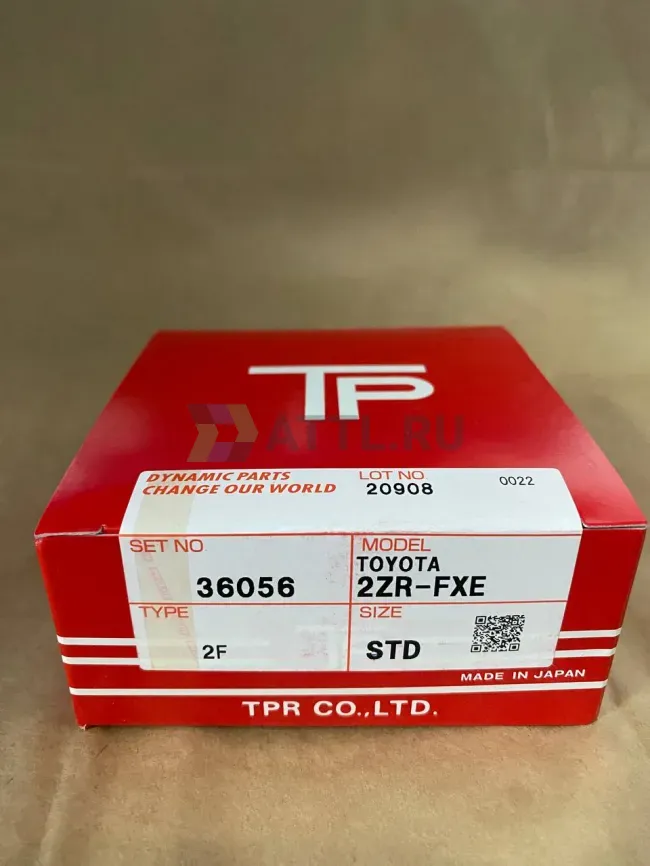 TP
ATTL.RU
DYNAMIC PARTS
CHANGE OUR WORLD
LOT NO.
20908
0022
SET NO
36056
MODEL
TOYOTA
2ZR-FXE
TYPE
2F
SIZE
STD
MADE IN JAPAN
TPR CO.,LTD.